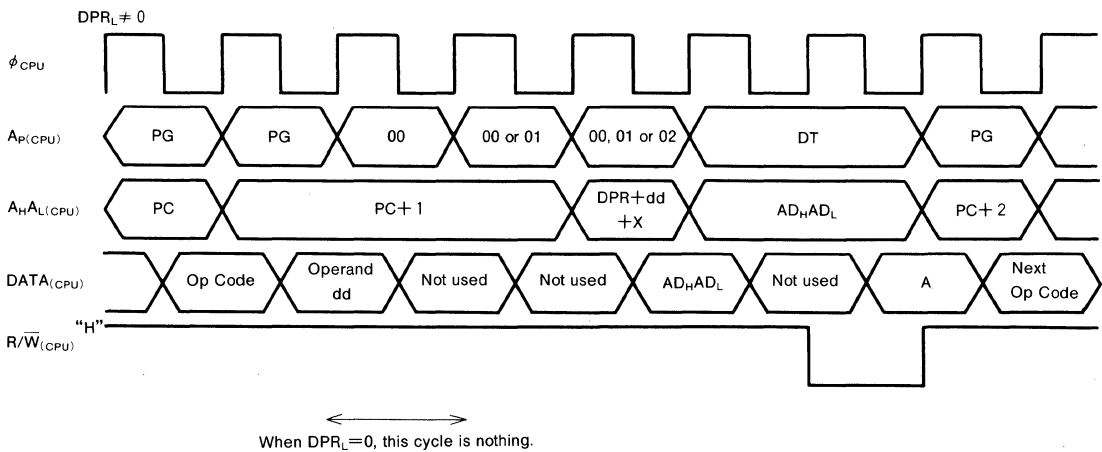 DPR_L ≠ 0
ϕ_CPU
A_P(CPU) PG PG 00 00 or 01 00, 01 or 02 DT PG
A_HA_L(CPU) PC PC+1 DPR+dd +X AD_HAD_L PC+2
DATA(CPU) Op Code Operand dd Not used Not used AD_HAD_L Not used A Next Op Code
"H"
R/W̅(CPU)
When DPR_L=0, this cycle is nothing.